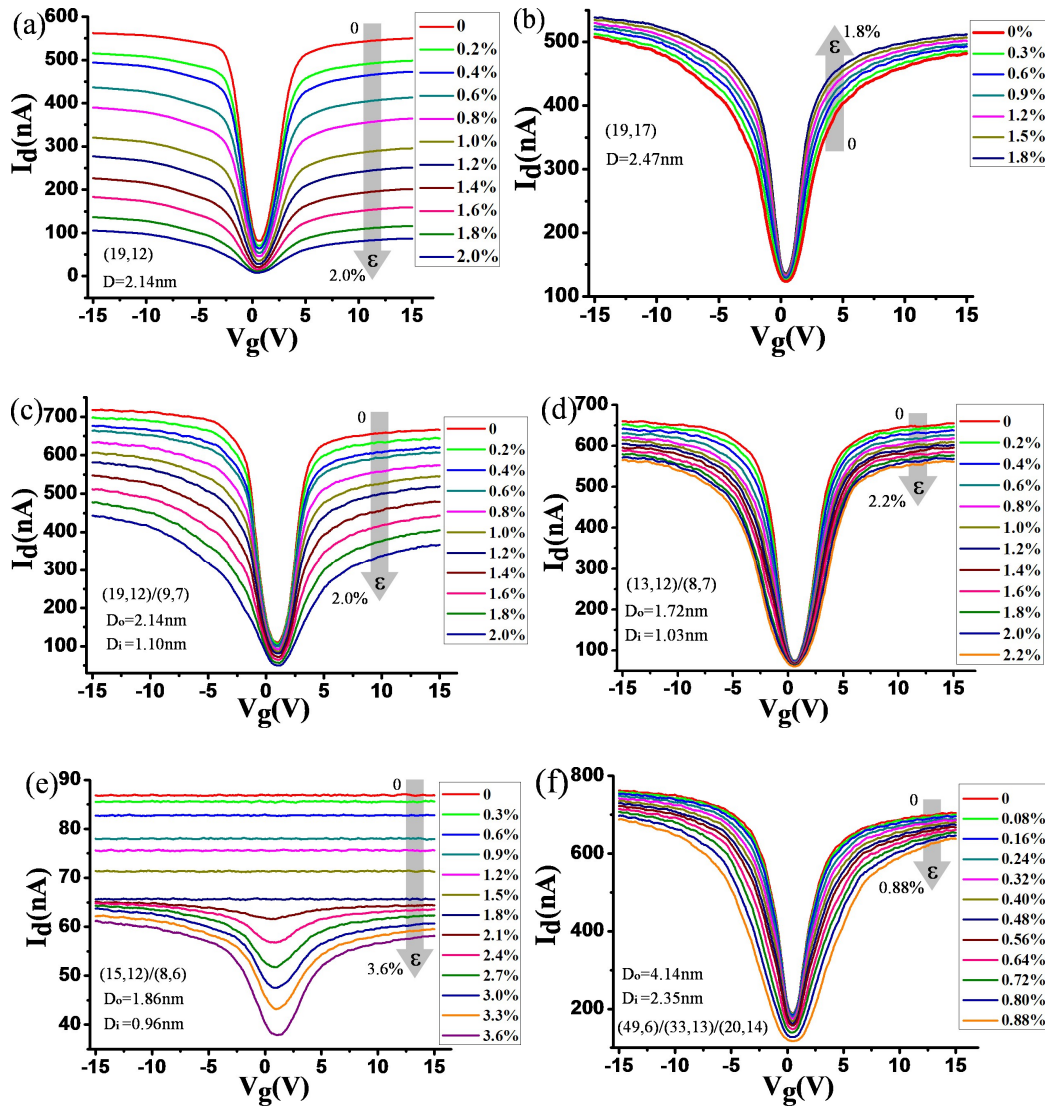 (a)
600
500
400
300
200
100
0
I_d(nA)
-15 -10 -5 0 5 10 15
V_g(V)
0
ε
2.0%
(19,12)
D=2.14nm
0
0.2%
0.4%
0.6%
0.8%
1.0%
1.2%
1.4%
1.6%
1.8%
2.0%
(b)
500
400
300
200
100
I_d(nA)
-15 -10 -5 0 5 10 15
V_g(V)
ε 1.8%
0
(19,17)
D=2.47nm
0%
0.3%
0.6%
0.9%
1.2%
1.5%
1.8%
(c)
700
600
500
400
300
200
100
I_d(nA)
-15 -10 -5 0 5 10 15
V_g(V)
0
ε
2.0%
(19,12)/(9,7)
Dₒ=2.14nm
Dᵢ=1.10nm
0
0.2%
0.4%
0.6%
0.8%
1.0%
1.2%
1.4%
1.6%
1.8%
2.0%
(d)
700
600
500
400
300
200
100
I_d(nA)
-15 -10 -5 0 5 10 15
V_g(V)
0
ε
2.2%
(13,12)/(8,7)
Dₒ=1.72nm
Dᵢ=1.03nm
0
0.2%
0.4%
0.6%
0.8%
1.0%
1.2%
1.4%
1.6%
1.8%
2.0%
2.2%
(e)
90
80
70
60
50
40
I_d(nA)
-15 -10 -5 0 5 10 15
V_g(V)
0
ε
3.6%
(15,12)/(8,6)
Dₒ=1.86nm
Dᵢ=0.96nm
0
0.3%
0.6%
0.9%
1.2%
1.5%
1.8%
2.1%
2.4%
2.7%
3.0%
3.3%
3.6%
(f)
800
600
400
200
I_d(nA)
-15 -10 -5 0 5 10 15
V_g(V)
0
ε
0.88%
Dₒ=4.14nm
Dᵢ=2.35nm
(49,6)/(33,13)/(20,14)
0
0.08%
0.16%
0.24%
0.32%
0.40%
0.48%
0.56%
0.64%
0.72%
0.80%
0.88%